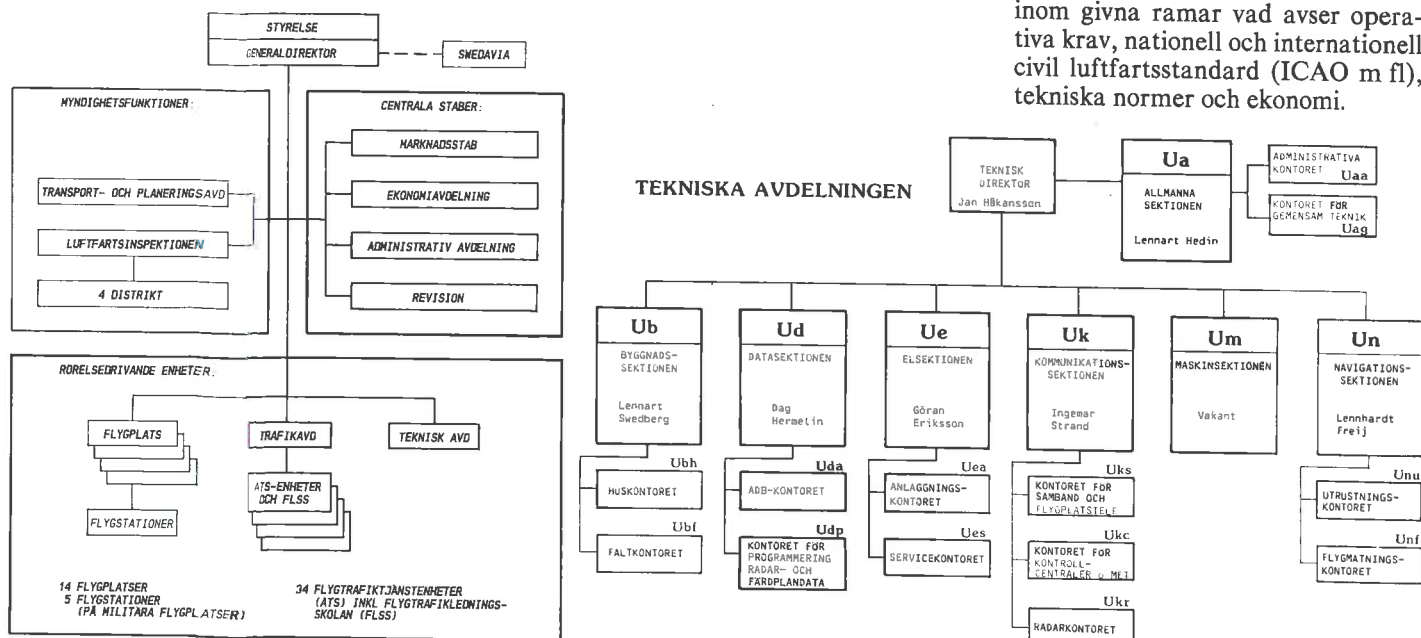 inom givna ramar vad avser opera-
tiva krav, nationell och internationell
civil luftfartsstandard (ICAO m fl),
tekniska normer och ekonomi.
STYRELSE
GENERALDIREKTOR
SWEDAVIA
MYNDIGHETSFUNKTIONER:
TRANSPORT- OCH PLANERINGSAVD
LUFTFARTSINSPEKTIONEN
4 DISTRIKT
CENTRALA STABER:
MARKNADSSTAB
EKONOMIAVDELNING
ADMINISTRATIV AVDELNING
REVISION
RORELSEDRIVANDE ENHETER:
FLYGPLATS
FLYGSTATIONER
TRAFIKAVD
ATS-ENHETER
OCH FLSS
TEKNISK AVD
14 FLYGPLATSER
5 FLYGSTATIONER
(PÅ MILITARA FLYGPLATSER)
34 FLYGTRAFIKTJÄNSTENHETER
(ATS) INKL FLYGTRAFIKLEDNINGS-
SKOLAN (FLSS)
TEKNISKA AVDELNINGEN
TEKNISK
DIREKTOR
Jan Håkansson
Ua
ALLMANNA
SEKTIONEN
Lennart Hedin
ADMINISTRATIVA
KONTORET
Uaa
KONTORET FÖR
GEMENSAM TEKNIK
Uag
Ub
BYGGNADS-
SEKTIONEN
Lennart
Swedberg
Ubh
HUSKONTORET
Ubf
FALTKONTORET
Ud
DATASEKTIONEN
Dag
Hermelin
Uda
ADB-KONTORET
Udp
KONTORET FÖR
PROGRAMMERING
RADAR- OCH
FÄRDPLANDATA
Ue
ELSEKTIONEN
Göran
Eriksson
Uea
ANLAGGNINGS-
KONTORET
Ues
SERVICEKONTORET
Uk
KOMMUNIKATIONS-
SEKTIONEN
Ingemar
Strand
Uks
KONTORET FÖR
SAMBAND OCH
FLYGPLATSTELE
Ukc
KONTORET FÖR
KONTROLL-
CENTRALER o MET
Ukr
RADARKONTORET
Um
MASKINSEKTIONEN
Vakant
Un
NAVIGATIONS-
SEKTIONEN
Lennhardt
Freij
Unu
UTRUSTNINGS-
KONTORET
Unf
FLYGMATNINGS-
KONTORET